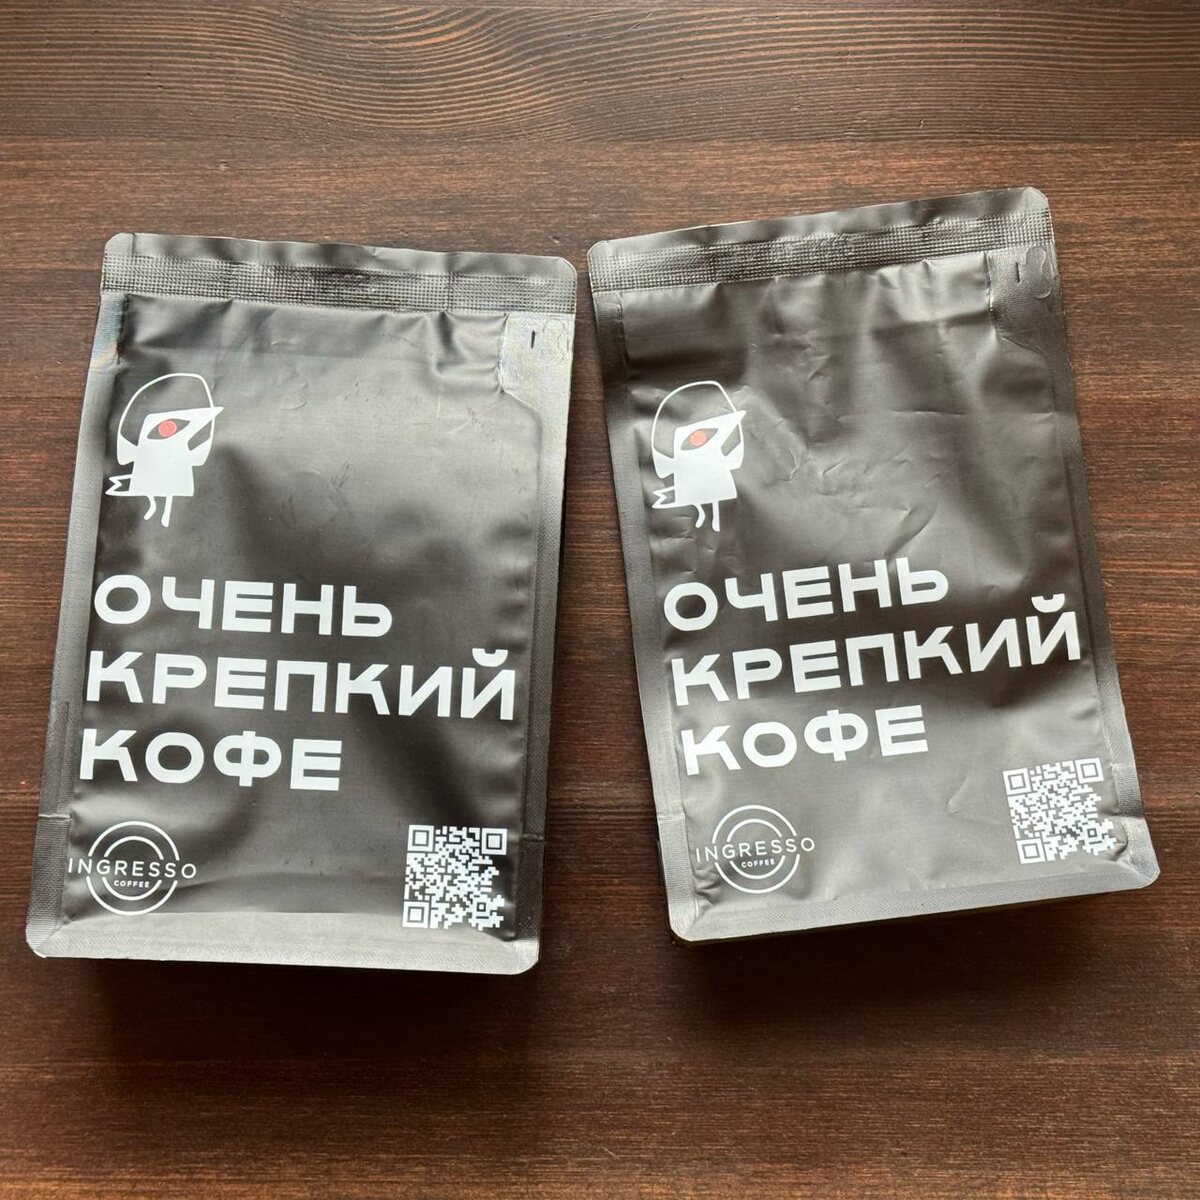 ОЧЕНЬ
КРЕПКИЙ
КОФЕ
INGRESSO
COFFEE
ОЧЕНЬ
КРЕПКИЙ
КОФЕ
INGRESSO
COFFEE